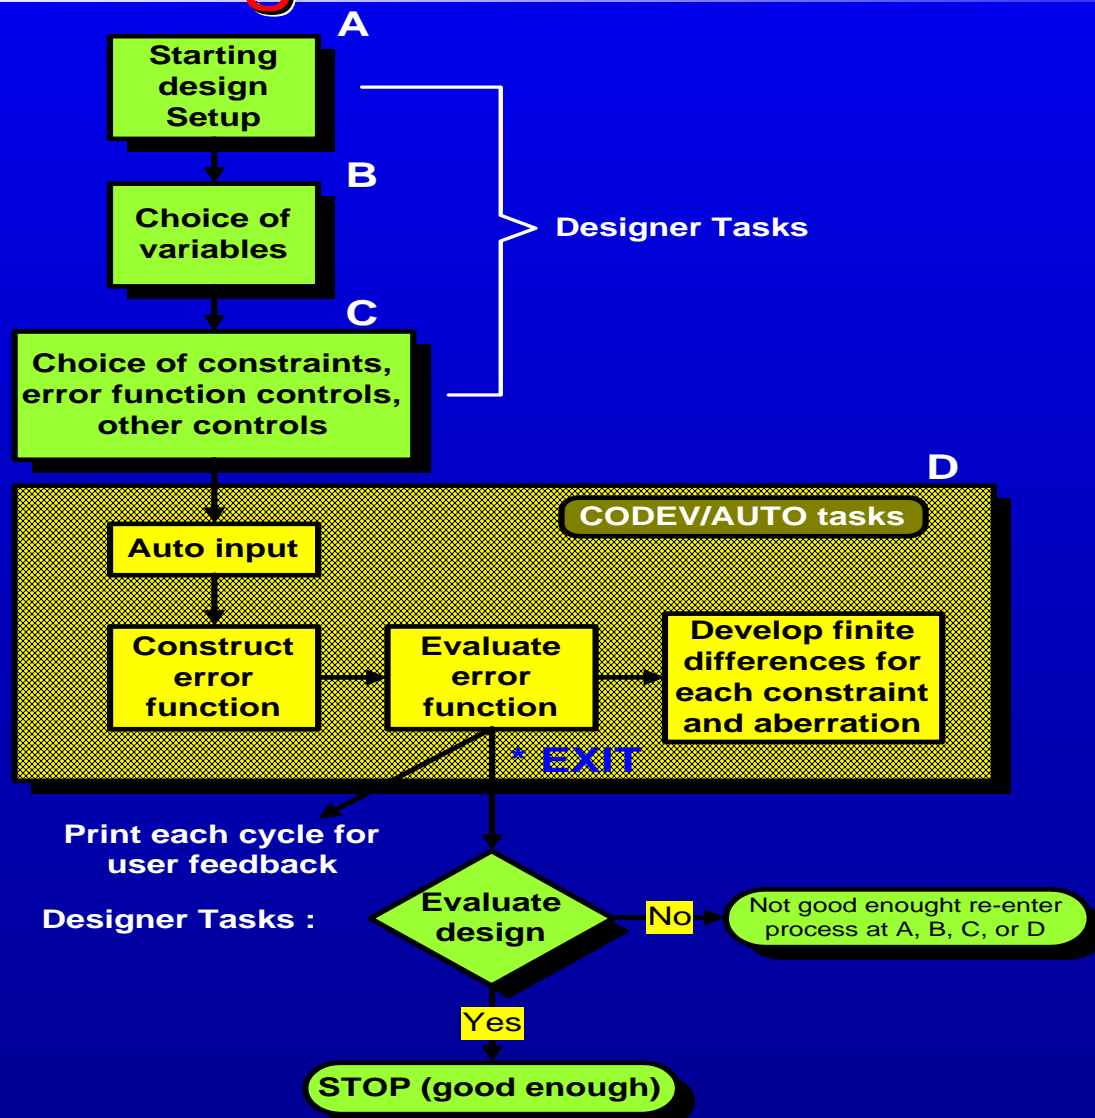 A
Starting
design
Setup
B
Choice of
variables
Designer Tasks
C
Choice of constraints,
error function controls,
other controls
D
CODEV/AUTO tasks
Auto input
Construct
error
function
Evaluate
error
function
Develop finite
differences for
each constraint
and aberration
* EXIT
Print each cycle for
user feedback
Designer Tasks :
Evaluate
design
No
Not good enought re-enter
process at A, B, C, or D
Yes
STOP (good enough)